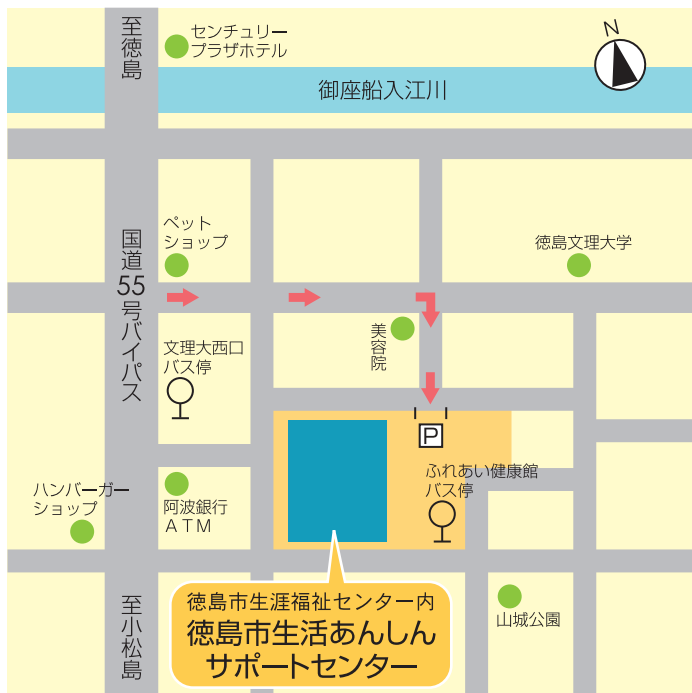 至徳島
センチュリー
プラザホテル
N
御座船入江川
国道55号バイパス
ペット
ショップ
徳島文理大学
美容院
文理大西口
バス停
P
ふれあい健康館
バス停
ハンバーガー
ショップ
阿波銀行
ATM
至小松島
山城公園
徳島市生涯福祉センター内
徳島市生活あんしん
サポートセンター